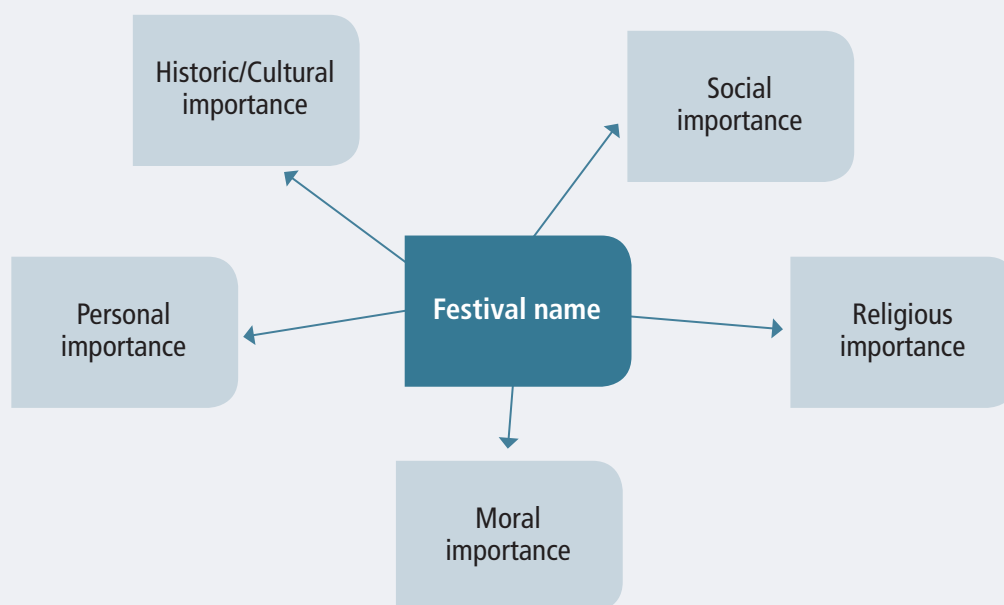 Historic/Cultural
importance
Social
importance
Festival name
Personal
importance
Religious
importance
Moral
importance